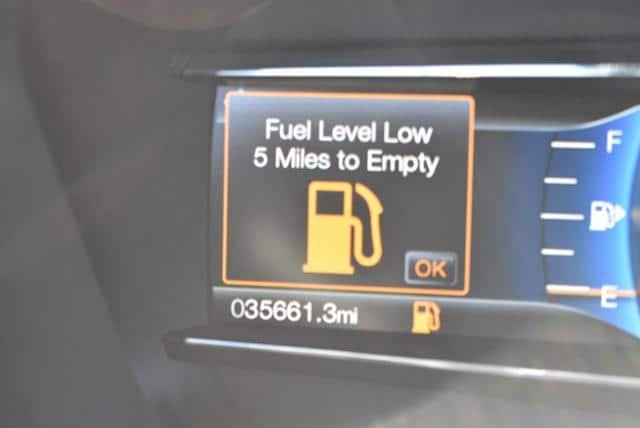 Fuel Level Low
5 Miles to Empty
OK
035661.3mi
F
E